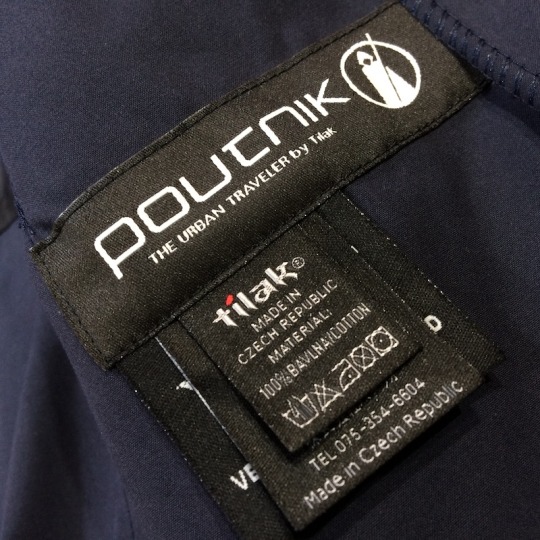 POUTNIK
THE URBAN TRAVELER by Tilak
tilak®
MADE IN
CZECH REPUBLIC
MATERIAL:
100% BAVLNA/COTTON
TEL 075-354-6604
Made in Czech Republic